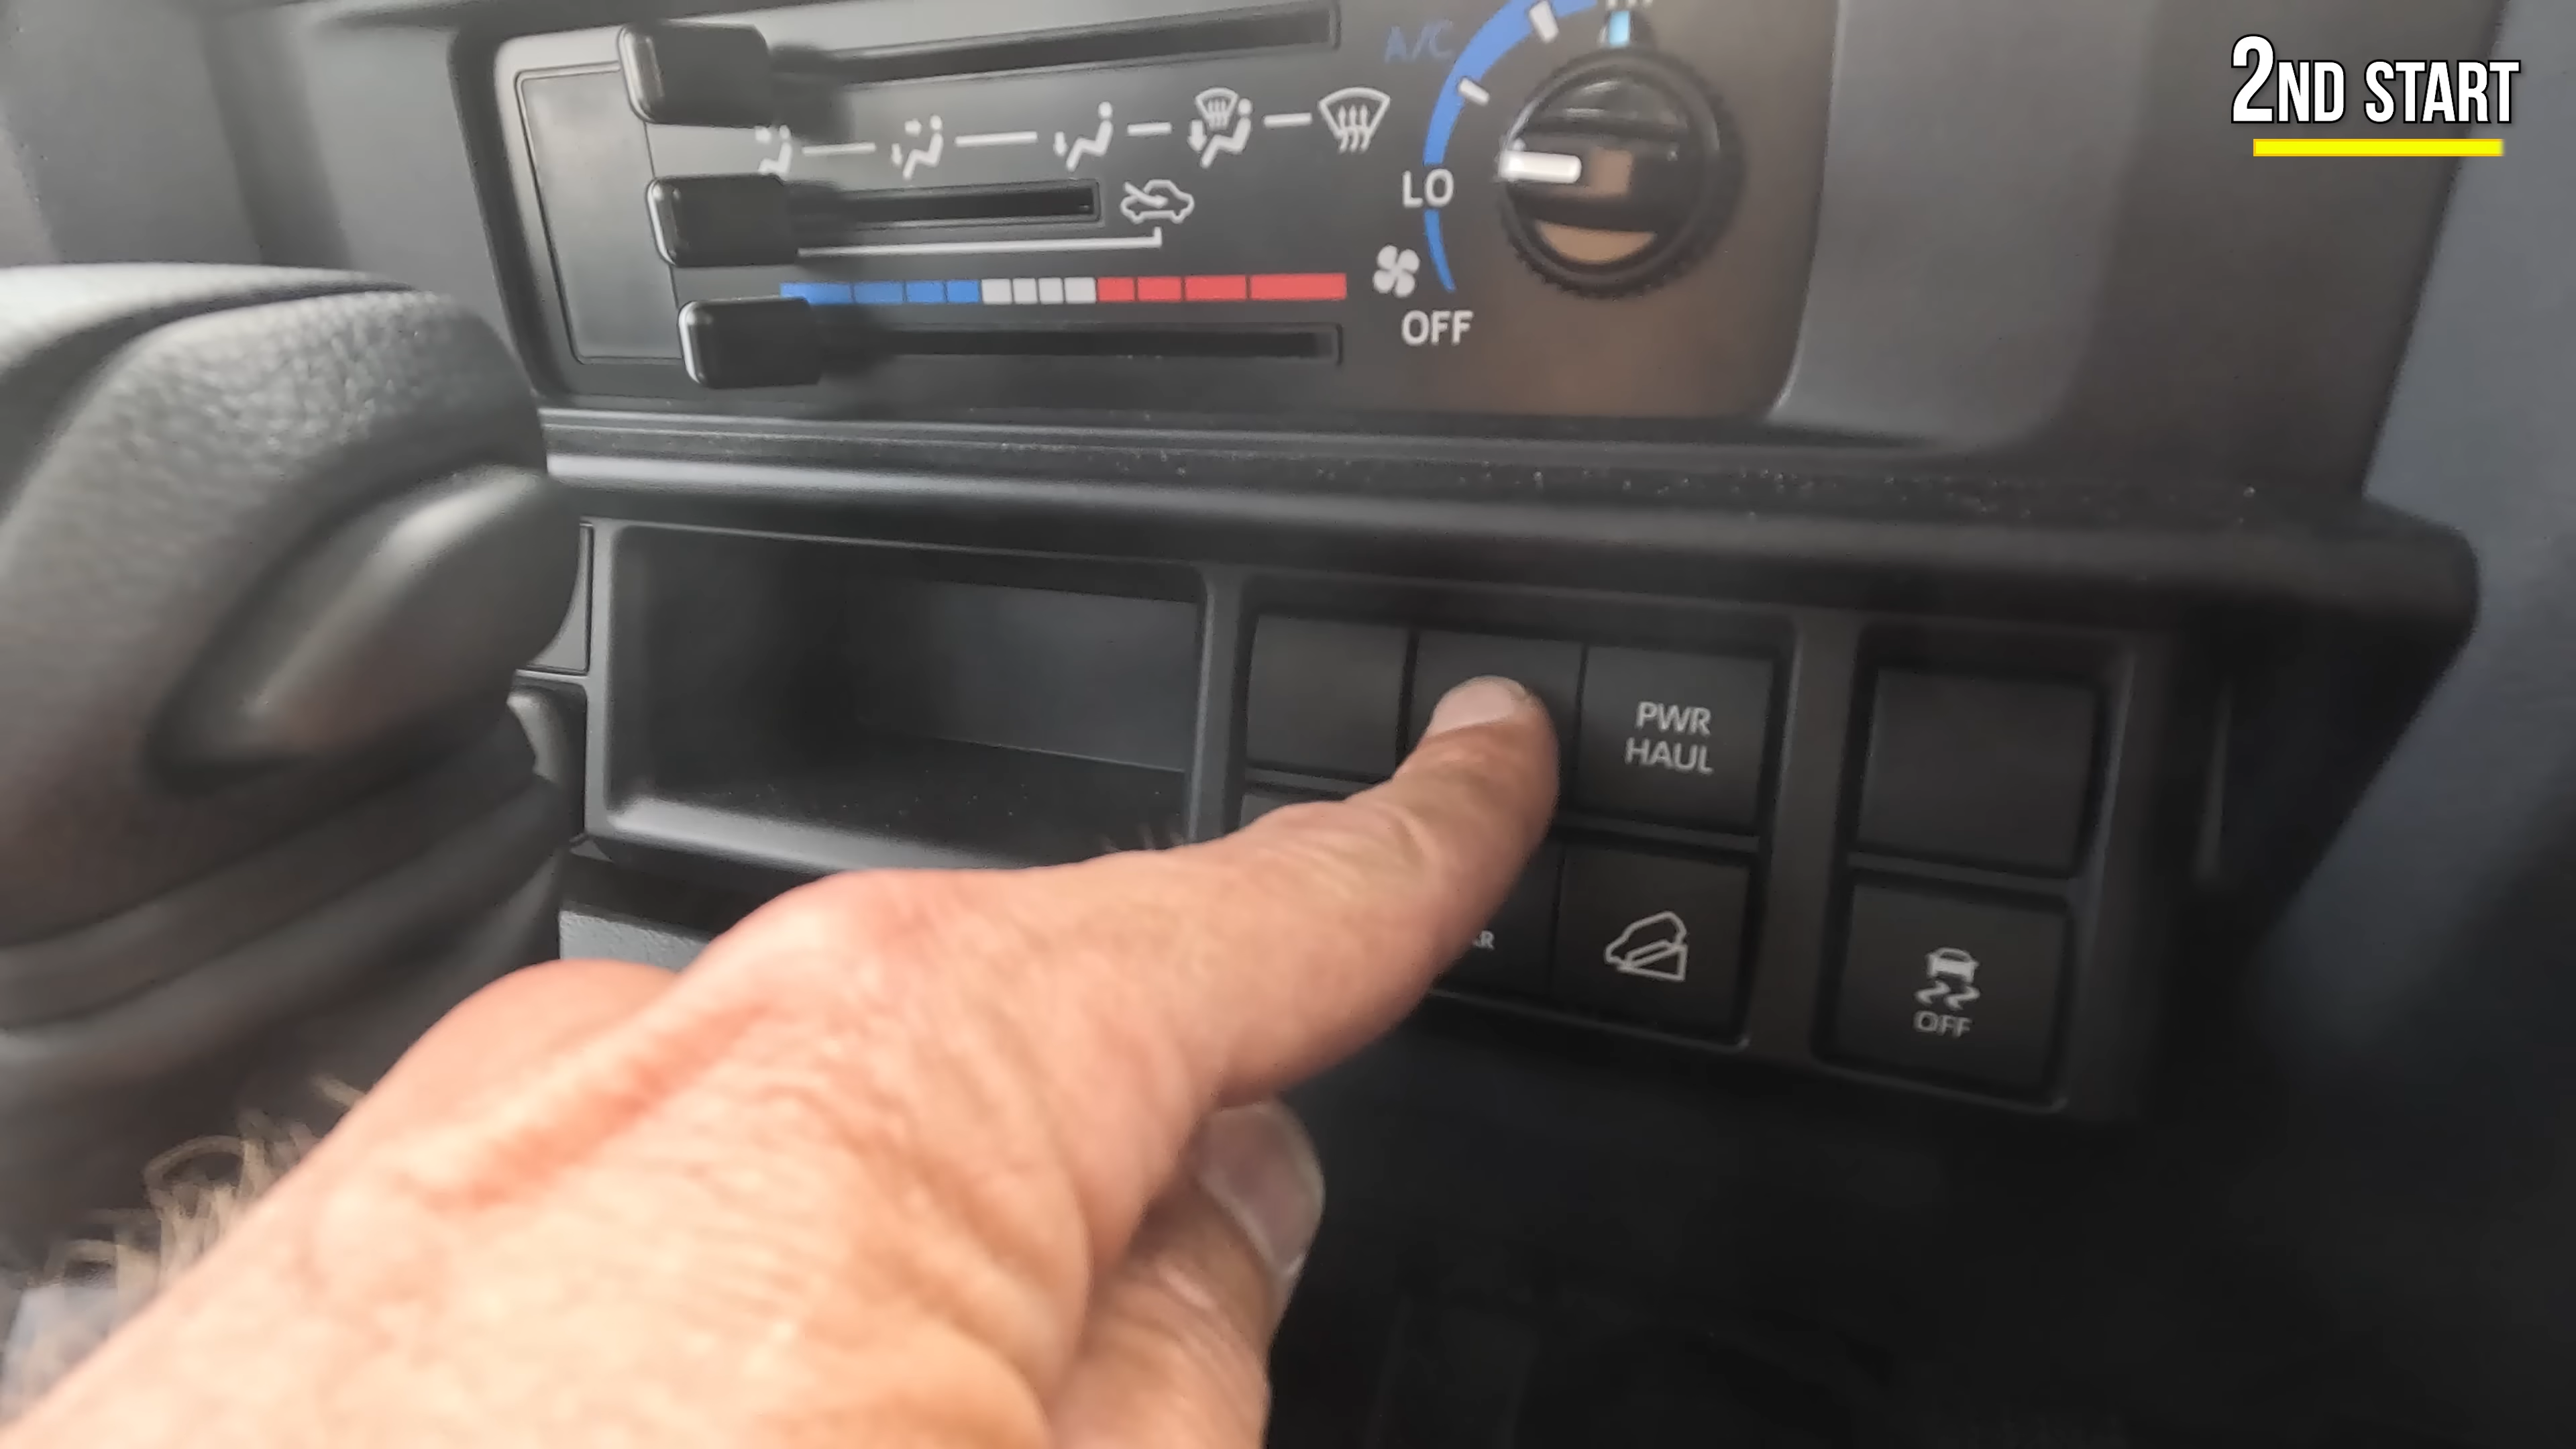 2ND START
A/C
LO
OFF
PWR
HAUL
OFF